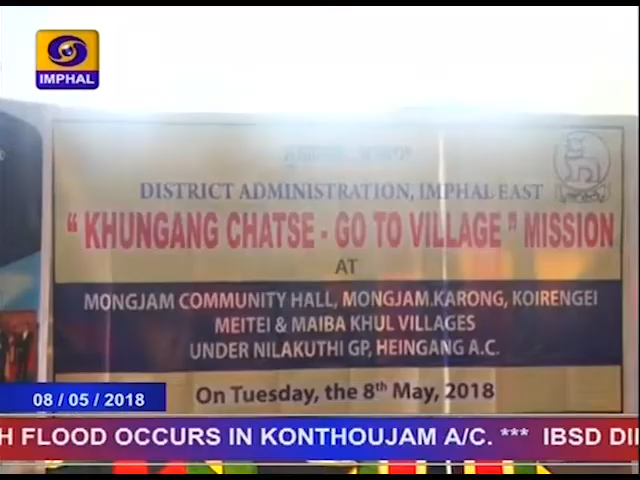 IMPHAL
DISTRICT ADMINISTRATION, IMPHAL EAST
" KHUNGANG CHATSE - GO TO VILLAGE " MISSION
AT
MONGJAM COMMUNITY HALL, MONGJAM.KARONG, KOIRENGEI
MEITEI & MAIBA KHUL VILLAGES
UNDER NILAKUTHI GP, HEINGANG A.C.
On Tuesday, the 8th May, 2018
08 / 05 / 2018
H FLOOD OCCURS IN KONTHOUJAM A/C. *** IBSD DI